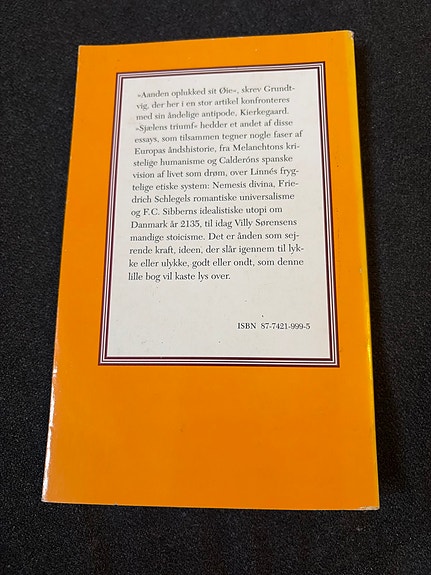 »Aanden oplukked sit Øie«, skrev Grundt-
vig, der her i en stor artikel konfronteres
med sin åndelige antipode, Kierkegaard.
»Sjælens triumf« hedder et andet af disse
essays, som tilsammen tegner nogle faser af
Europas åndshistorie, fra Melanchtons kri-
stelige humanisme og Calderóns spanske
vision af livet som drøm, over Linnés fryg-
telige etiske system: Nemesis divina, Frie-
drich Schlegels romantiske universalisme
og F.C. Sibberns idealistiske utopi om
Danmark år 2135, til idag Villy Sørensens
mandige stoicisme. Det er ånden som sej-
rende kraft, ideen, der slår igennem til lyk-
ke eller ulykke, godt eller ondt, som denne
lille bog vil kaste lys over.
ISBN 87-7421-999-5